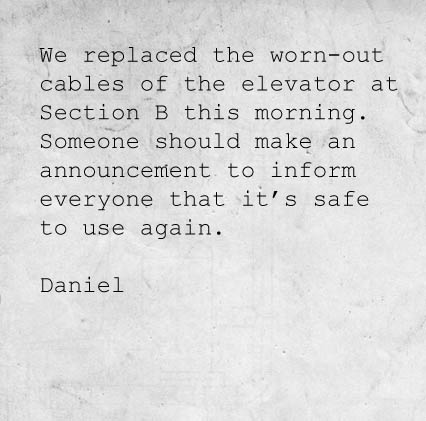 We replaced the worn-out
cables of the elevator at
Section B this morning.
Someone should make an
announcement to inform
everyone that it’s safe
to use again.
Daniel